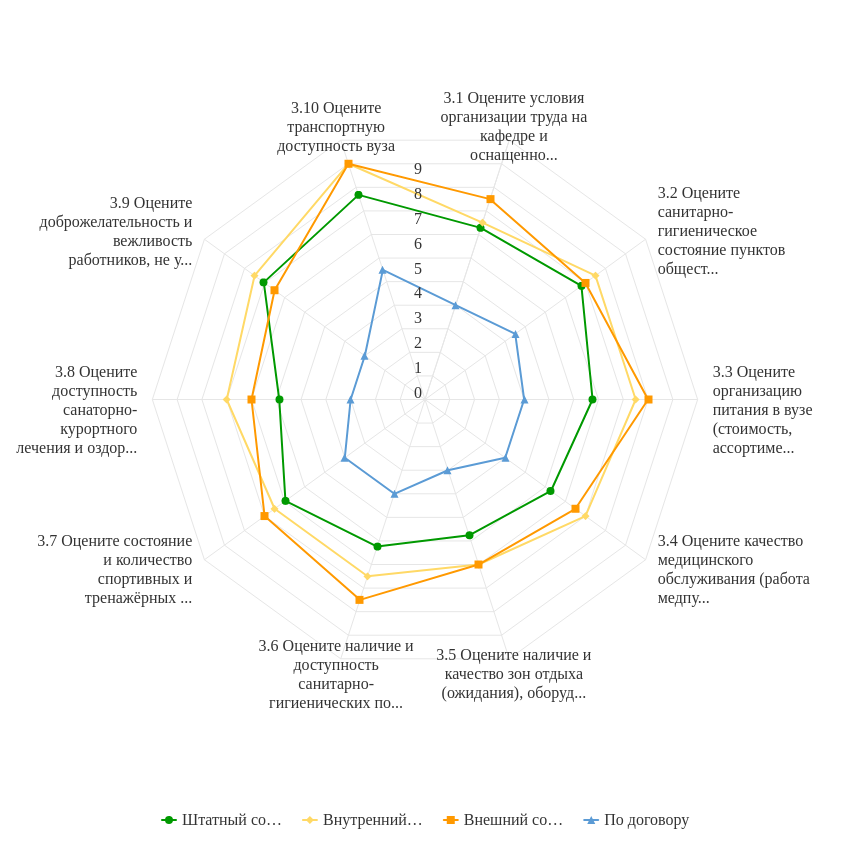 3.10 Оцените
транспортную
доступность вуза
3.1 Оцените условия
организации труда на
кафедре и
оснащенно...
3.9 Оцените
доброжелательность и
вежливость
работников, не у...
3.2 Оцените
санитарно-
гигиеническое
состояние пунктов
общест...
9
8
7
6
5
4
3
2
1
0
3.8 Оцените
доступность
санаторно-
курортного
лечения и оздор...
3.3 Оцените
организацию
питания в вузе
(стоимость,
ассортиме...
3.7 Оцените состояние
и количество
спортивных и
тренажёрных ...
3.4 Оцените качество
медицинского
обслуживания (работа
медпу...
3.6 Оцените наличие и
доступность
санитарно-
гигиенических по...
3.5 Оцените наличие и
качество зон отдыха
(ожидания), оборуд...
Штатный со… Внутренний… Внешний со… По договору